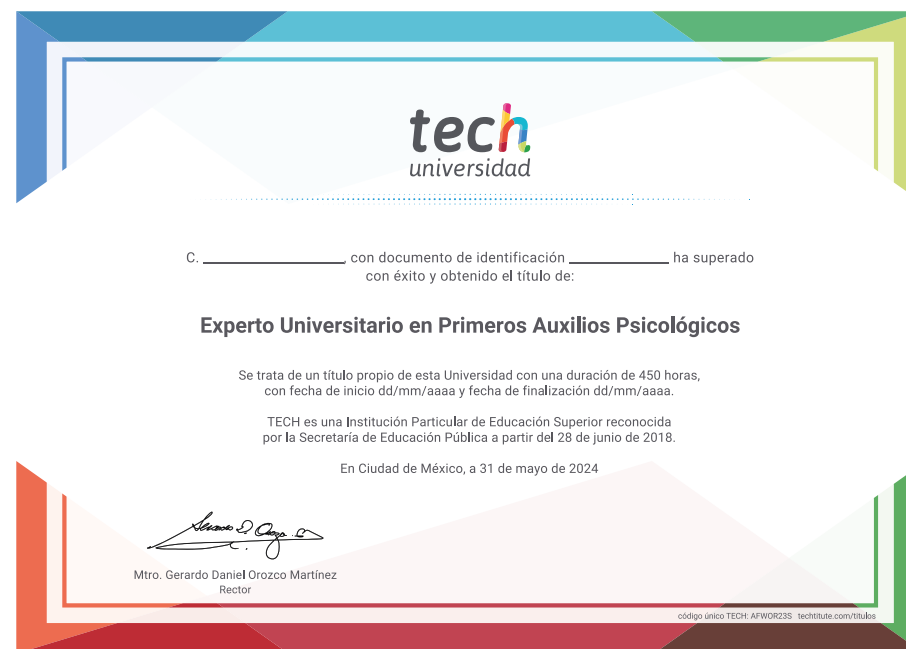 tech
universidad
C. ____________________, con documento de identificación ______________ ha superado
con éxito y obtenido el título de:
Experto Universitario en Primeros Auxilios Psicológicos
Se trata de un título propio de esta Universidad con una duración de 450 horas,
con fecha de inicio dd/mm/aaaa y fecha de finalización dd/mm/aaaa.
TECH es una Institución Particular de Educación Superior reconocida
por la Secretaría de Educación Pública a partir del 28 de junio de 2018.
En Ciudad de México, a 31 de mayo de 2024
Mtro. Gerardo Daniel Orozco Martínez
Rector
código único TECH: AFWOR23S techtitute.com/titulos